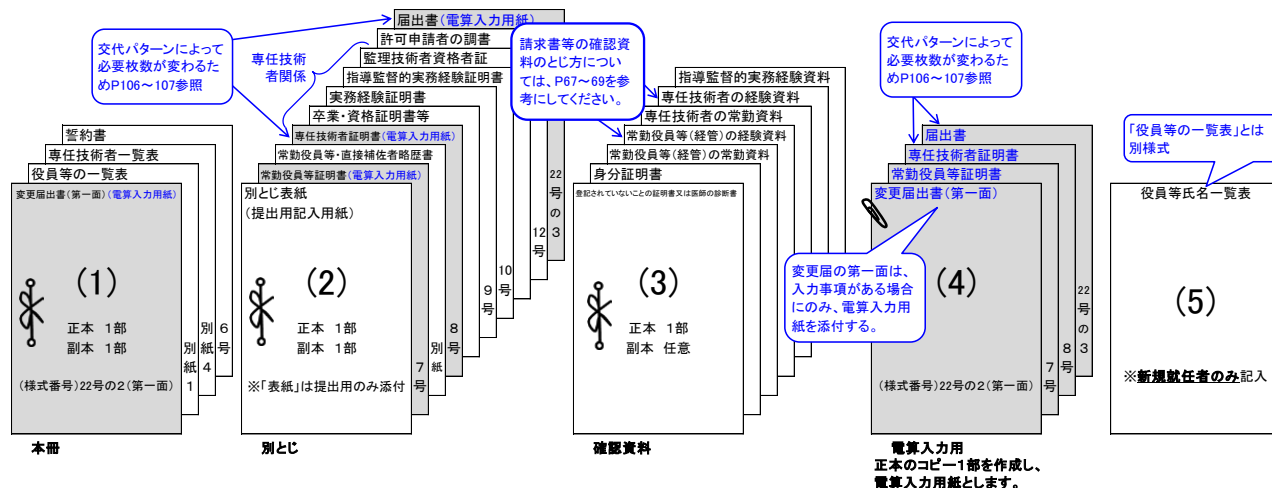 交代パターンによって
必要枚数が変わるた
めP106～107参照
専任技術
者関係
誓約書
専任技術者一覧表
役員等の一覧表
変更届出書(第一面)(電算入力用紙)
(1)
正本 1部
副本 1部
(様式番号)22号の2(第一面)
別紙1
別紙4
6号
本冊
届出書(電算入力用紙)
許可申請者の調書
監理技術者資格者証
指導監督的実務経験証明書
実務経験証明書
卒業・資格証明書等
専任技術者証明書(電算入力用紙)
常勤役員等・直接補佐者略歴書
常勤役員等証明書(電算入力用紙)
別とじ表紙
(提出用記入用紙)
(2)
正本 1部
副本 1部
※「表紙」は提出用のみ添付
7号
別紙
8号
9号
10号
12号
22号の3
別とじ
請求書等の確認資
料のとじ方につい
ては、P67～69を参
考にしてください。
指導監督的実務経験資料
専任技術者の経験資料
専任技術者の常勤資料
常勤役員等(経管)の経験資料
常勤役員等(経管)の常勤資料
身分証明書
登記されていないことの証明書又は医師の診断書
(3)
正本 1部
副本 任意
確認資料
交代パターンによって
必要枚数が変わるた
めP106～107参照
届出書
専任技術者証明書
常勤役員等証明書
変更届出書(第一面)
変更届の第一面は、
入力事項がある場合
にのみ、電算入力用
紙を添付する。
(4)
(様式番号)22号の2(第一面)
7号
8号
22号の3
電算入力用
正本のコピー1部を作成し、
電算入力用紙とします。
「役員等の一覧表」とは
別様式
役員等氏名一覧表
(5)
※新規就任者のみ記入